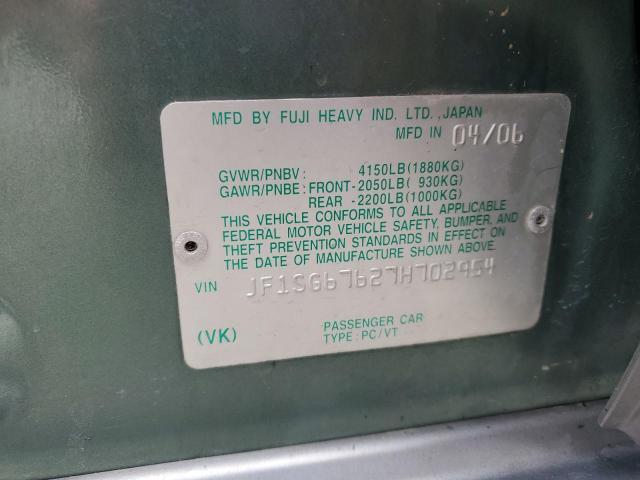 MFD BY FUJI HEAVY IND. LTD.,JAPAN
MFD IN 04/06
GVWR/PNBV: 4150LB(1880KG)
GAWR/PNBE: FRONT-2050LB( 930KG)
REAR -2200LB(1000KG)
THIS VEHICLE CONFORMS TO ALL APPLICABLE
FEDERAL MOTOR VEHICLE SAFETY, BUMPER, AND
THEFT PREVENTION STANDARDS IN EFFECT ON
THE DATE OF MANUFACTURE SHOWN ABOVE.
VIN JF1SG67627H702954
(VK) PASSENGER CAR
TYPE:PC/VT